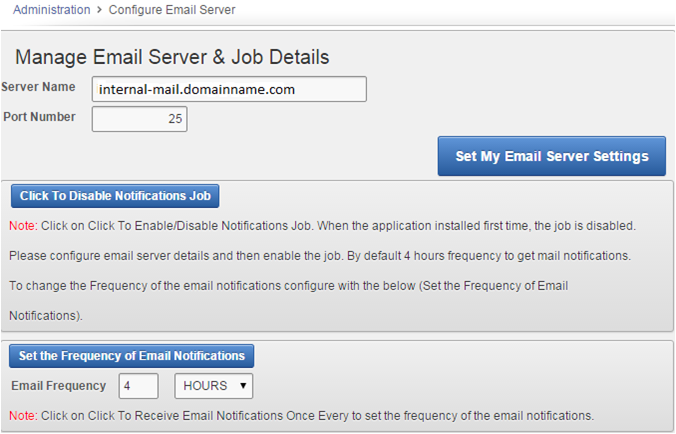 Administration > Configure Email Server
Manage Email Server & Job Details
Server Name internal-mail.domainname.com
Port Number 25
Set My Email Server Settings
Click To Disable Notifications Job
Note: Click on Click To Enable/Disable Notifications Job. When the application installed first time, the job is disabled.
Please configure email server details and then enable the job. By default 4 hours frequency to get mail notifications.
To change the Frequency of the email notifications configure with the below (Set the Frequency of Email
Notifications).
Set the Frequency of Email Notifications
Email Frequency 4 HOURS
Note: Click on Click To Receive Email Notifications Once Every to set the frequency of the email notifications.